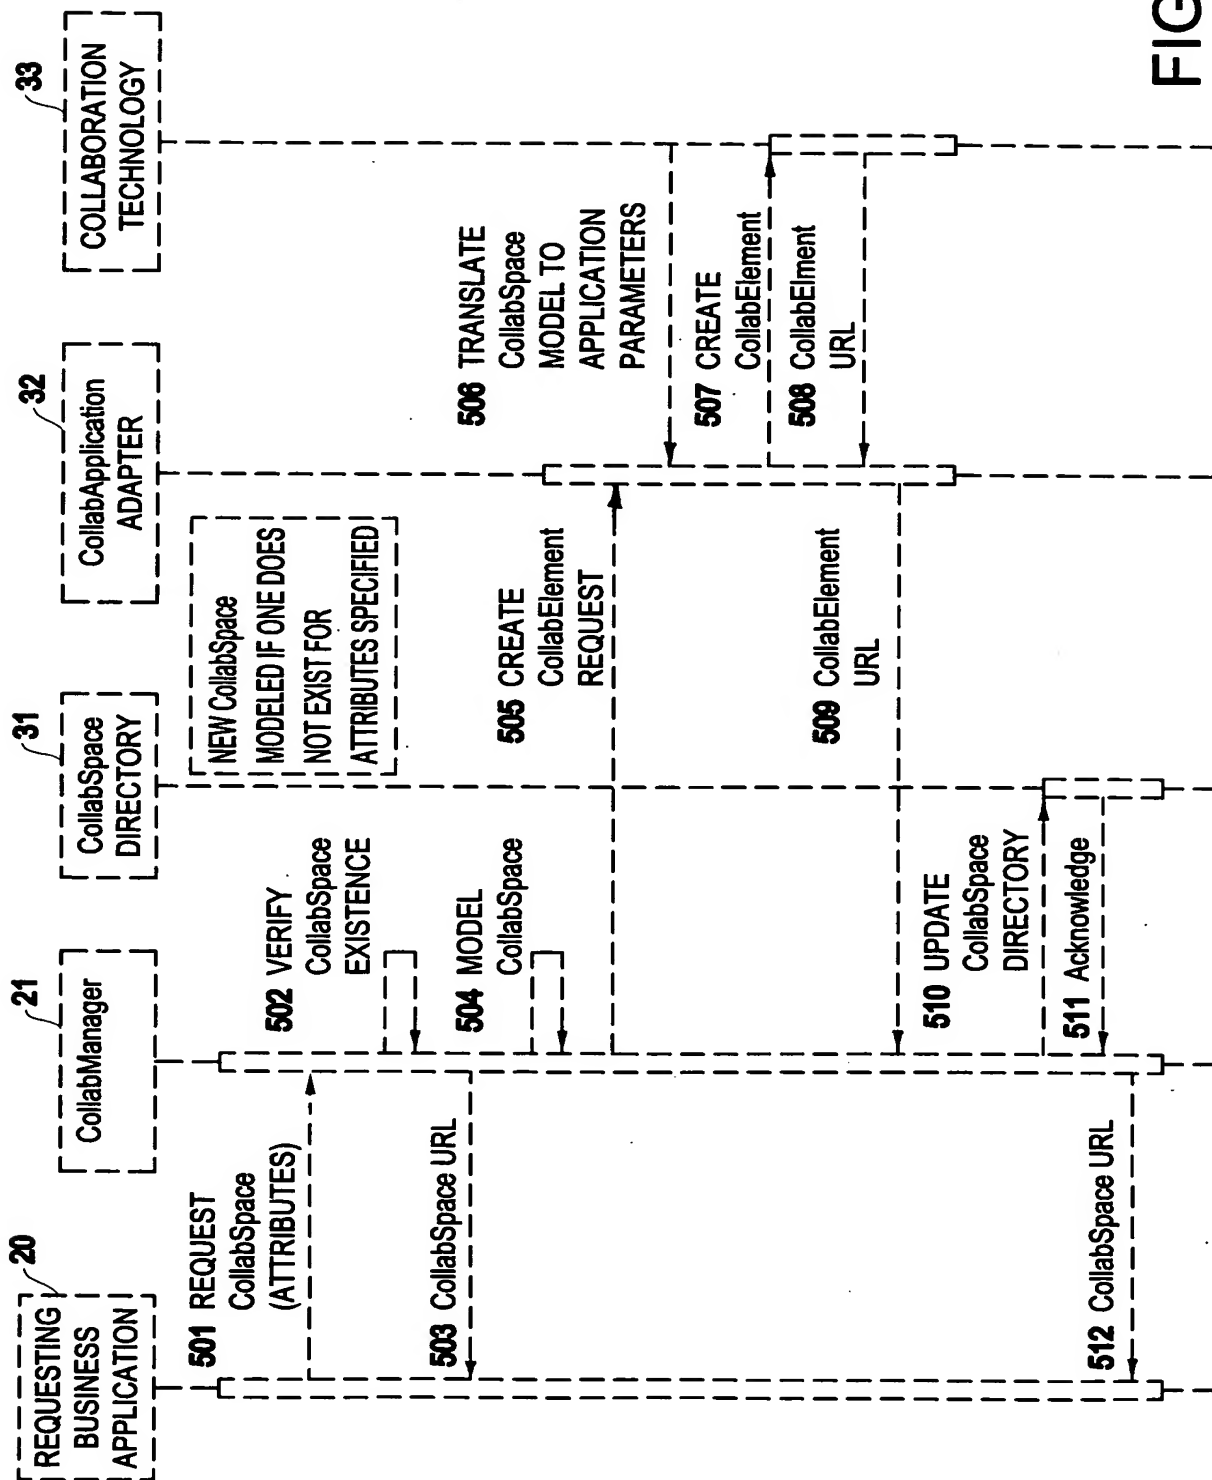 20
REQUESTING
BUSINESS
APPLICATION
21
CollabManager
31
CollabSpace
DIRECTORY
32
CollabApplication
ADAPTER
33
COLLABORATION
TECHNOLOGY
501 REQUEST
CollabSpace
(ATTRIBUTES)
502 VERIFY
CollabSpace
EXISTENCE
503 CollabSpace URL
504 MODEL
CollabSpace
NEW CollabSpace
MODELED IF ONE DOES
NOT EXIST FOR
ATTRIBUTES SPECIFIED
505 CREATE
CollabElement
REQUEST
506 TRANSLATE
CollabSpace
MODEL TO
APPLICATION
PARAMETERS
507 CREATE
CollabElement
508 CollabElment
URL
509 CollabElement
URL
510 UPDATE
CollabSpace
DIRECTORY
511 Acknowledge
512 CollabSpace URL
FIG